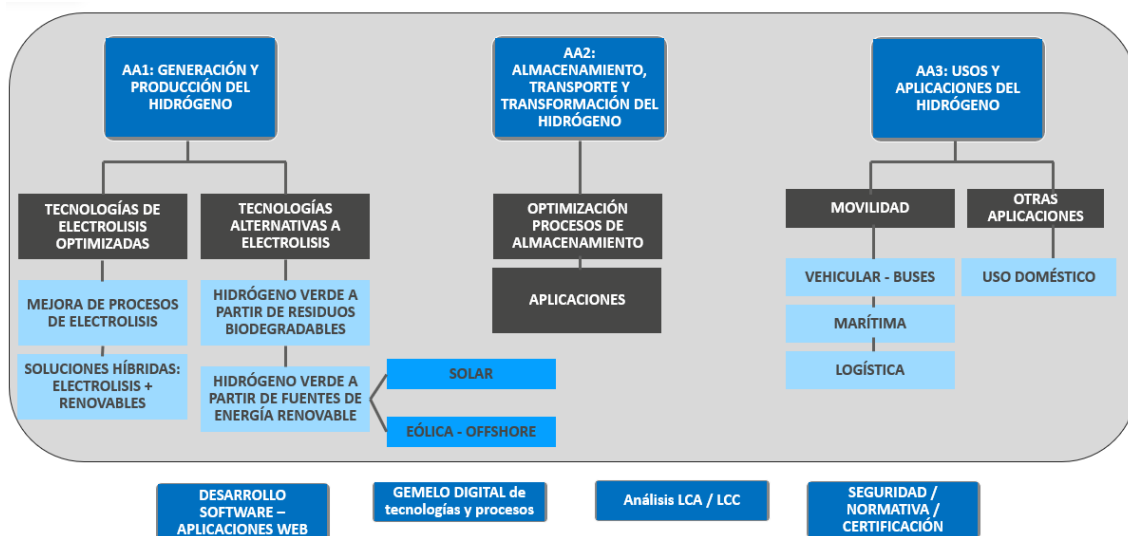 AA1: GENERACIÓN Y
PRODUCCIÓN DEL
HIDRÓGENO
TECNOLOGÍAS DE
ELECTROLISIS
OPTIMIZADAS
MEJORA DE PROCESOS
DE ELECTROLISIS
SOLUCIONES HÍBRIDAS:
ELECTROLISIS +
RENOVABLES
TECNOLOGÍAS
ALTERNATIVAS A
ELECTROLISIS
HIDRÓGENO VERDE A
PARTIR DE RESIDUOS
BIODEGRADABLES
HIDRÓGENO VERDE A
PARTIR DE FUENTES DE
ENERGÍA RENOVABLE
SOLAR
EÓLICA - OFFSHORE
AA2:
ALMACENAMIENTO,
TRANSPORTE Y
TRANSFORMACIÓN DEL
HIDRÓGENO
OPTIMIZACIÓN
PROCESOS DE
ALMACENAMIENTO
APLICACIONES
AA3: USOS Y
APLICACIONES DEL
HIDRÓGENO
MOVILIDAD
VEHICULAR - BUSES
MARÍTIMA
LOGÍSTICA
OTRAS
APLICACIONES
USO DOMÉSTICO
DESARROLLO
SOFTWARE –
APLICACIONES WEB
GEMELO DIGITAL de
tecnologías y procesos
Análisis LCA / LCC
SEGURIDAD /
NORMATIVA /
CERTIFICACIÓN